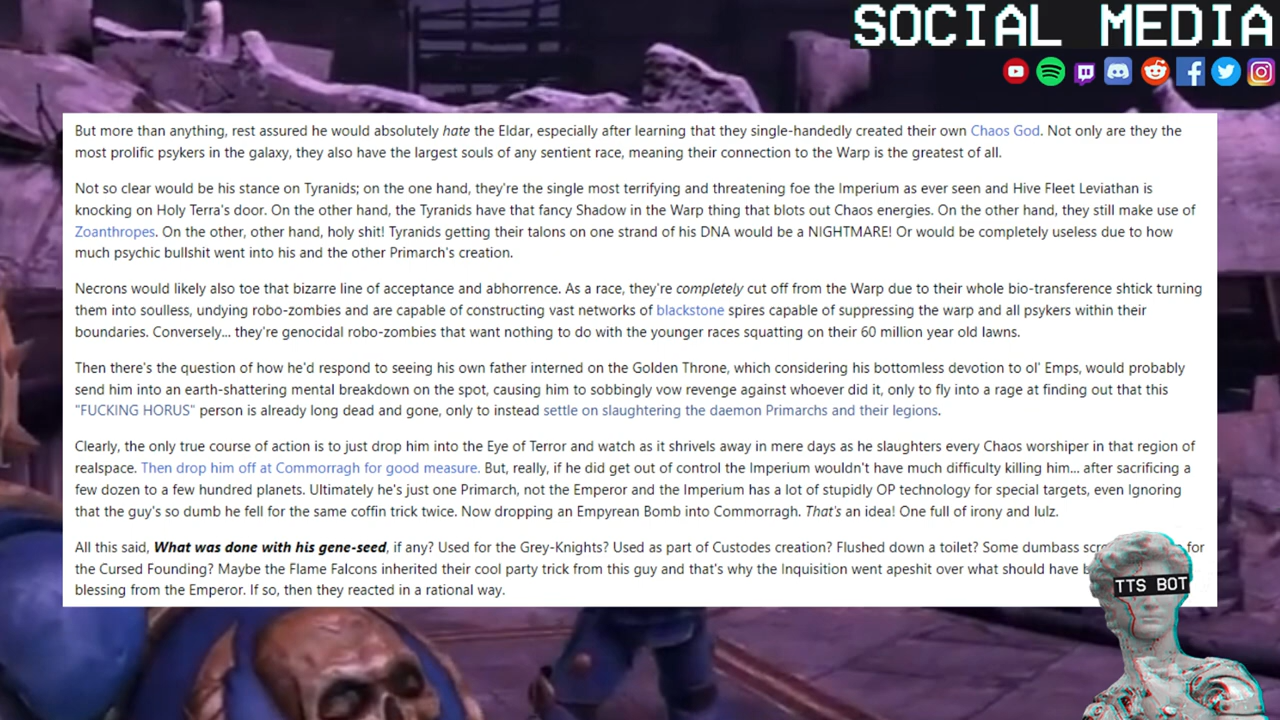 SOCIAL MEDIA
But more than anything, rest assured he would absolutely hate the Eldar, especially after learning that they single-handedly created their own Chaos God. Not only are they the
most prolific psykers in the galaxy, they also have the largest souls of any sentient race, meaning their connection to the Warp is the greatest of all.
Not so clear would be his stance on Tyranids; on the one hand, they're the single most terrifying and threatening foe the Imperium as ever seen and Hive Fleet Leviathan is
knocking on Holy Terra's door. On the other hand, the Tyranids have that fancy Shadow in the Warp thing that blots out Chaos energies. On the other hand, they still make use of
Zoanthropes. On the other, other hand, holy shit! Tyranids getting their talons on one strand of his DNA would be a NIGHTMARE! Or would be completely useless due to how
much psychic bullshit went into his and the other Primarch's creation.
Necrons would likely also toe that bizarre line of acceptance and abhorrence. As a race, they're completely cut off from the Warp due to their whole bio-transference shtick turning
them into soulless, undying robo-zombies and are capable of constructing vast networks of blackstone spires capable of suppressing the warp and all psykers within their
boundaries. Conversely... they're genocidal robo-zombies that want nothing to do with the younger races squatting on their 60 million year old lawns.
Then there's the question of how he'd respond to seeing his own father interned on the Golden Throne, which considering his bottomless devotion to ol' Emps, would probably
send him into an earth-shattering mental breakdown on the spot, causing him to sobbingly vow revenge against whoever did it, only to fly into a rage at finding out that this
"FUCKING HORUS" person is already long dead and gone, only to instead settle on slaughtering the daemon Primarchs and their legions.
Clearly, the only true course of action is to just drop him into the Eye of Terror and watch as it shrivels away in mere days as he slaughters every Chaos worshiper in that region of
realspace. Then drop him off at Commorragh for good measure. But, really, if he did get out of control the Imperium wouldn't have much difficulty killing him... after sacrificing a
few dozen to a few hundred planets. Ultimately he's just one Primarch, not the Emperor and the Imperium has a lot of stupidly OP technology for special targets, even Ignoring
that the guy's so dumb he fell for the same coffin trick twice. Now dropping an Empyrean Bomb into Commorragh. That's an idea! One full of irony and lulz.
All this said, What was done with his gene-seed, if any? Used for the Grey-Knights? Used as part of Custodes creation? Flushed down a toilet? Some dumbass for
the Cursed Founding? Maybe the Flame Falcons inherited their cool party trick from this guy and that's why the Inquisition went apeshit over what should have
blessing from the Emperor. If so, then they reacted in a rational way.
TTS BOT